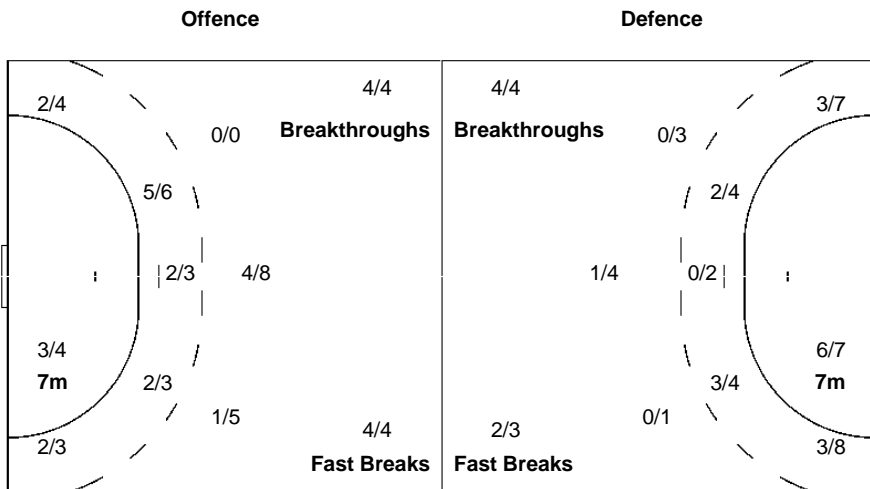 Offence Defence
4/4 4/4
2/4 3/7
0/0 Breakthroughs Breakthroughs 0/3
5/6 2/4
2/3 4/8 1/4 0/2
3/4 6/7
7m 2/3 3/4 7m
1/5 4/4 2/3 0/1
2/3 3/8
Fast Breaks Fast Breaks